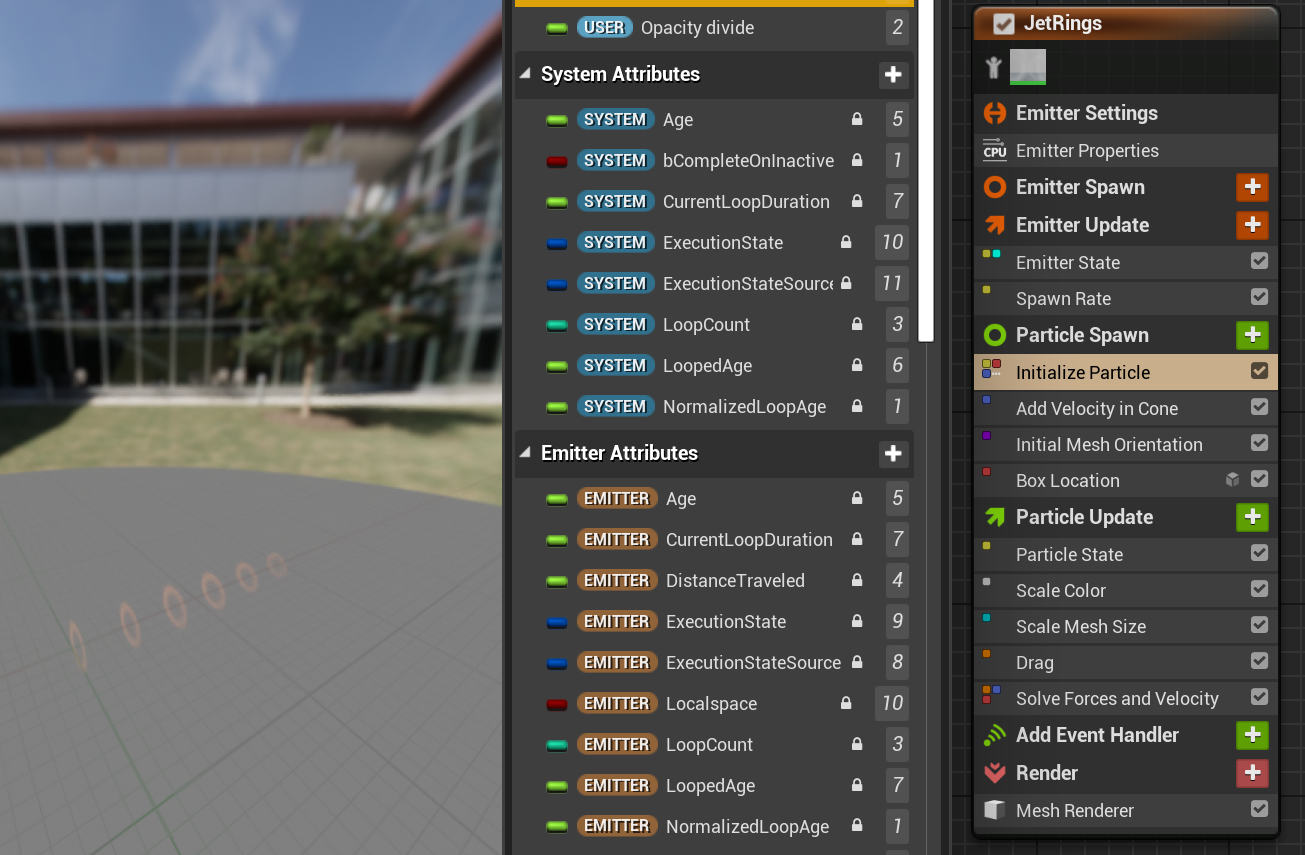 USER Opacity divide 2
System Attributes
SYSTEM Age 5
SYSTEM bCompleteOnInactive 1
SYSTEM CurrentLoopDuration 7
SYSTEM ExecutionState 10
SYSTEM ExecutionStateSource 11
SYSTEM LoopCount 3
SYSTEM LoopedAge 6
SYSTEM NormalizedLoopAge 1
Emitter Attributes
EMITTER Age 5
EMITTER CurrentLoopDuration 7
EMITTER DistanceTraveled 4
EMITTER ExecutionState 9
EMITTER ExecutionStateSource 8
EMITTER Localspace 10
EMITTER LoopCount 3
EMITTER LoopedAge 7
EMITTER NormalizedLoopAge 1
JetRings
Emitter Settings
CPU Emitter Properties
Emitter Spawn
Emitter Update
Emitter State
Spawn Rate
Particle Spawn
Initialize Particle
Add Velocity in Cone
Initial Mesh Orientation
Box Location
Particle Update
Particle State
Scale Color
Scale Mesh Size
Drag
Solve Forces and Velocity
Add Event Handler
Render
Mesh Renderer